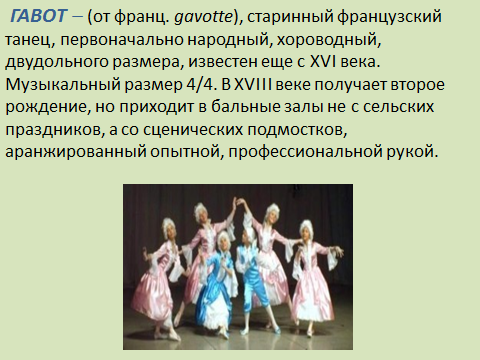 ГАВОТ – (от франц. gavotte), старинный французский
танец, первоначально народный, хороводный,
двудольного размера, известен еще с XVI века.
Музыкальный размер 4/4. В XVIII веке получает второе
рождение, но приходит в бальные залы не с сельских
праздников, а со сценических подмостков,
аранжированный опытной, профессиональной рукой.